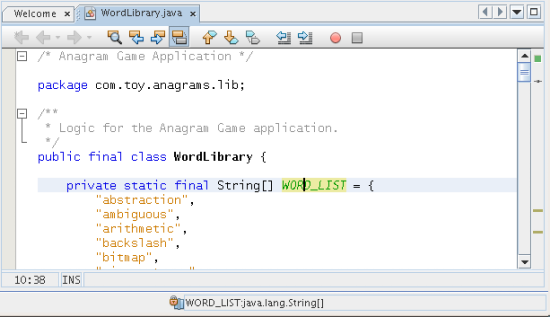 Welcome × WordLibrary.java ×
/* Anagram Game Application */
package com.toy.anagrams.lib;
/**
* Logic for the Anagram Game application.
*/
public final class WordLibrary {
private static final String[] WORD_LIST = {
"abstraction",
"ambiguous",
"arithmetic",
"backslash",
"bitmap",
10:38 INS
WORD_LIST:java.lang.String[]